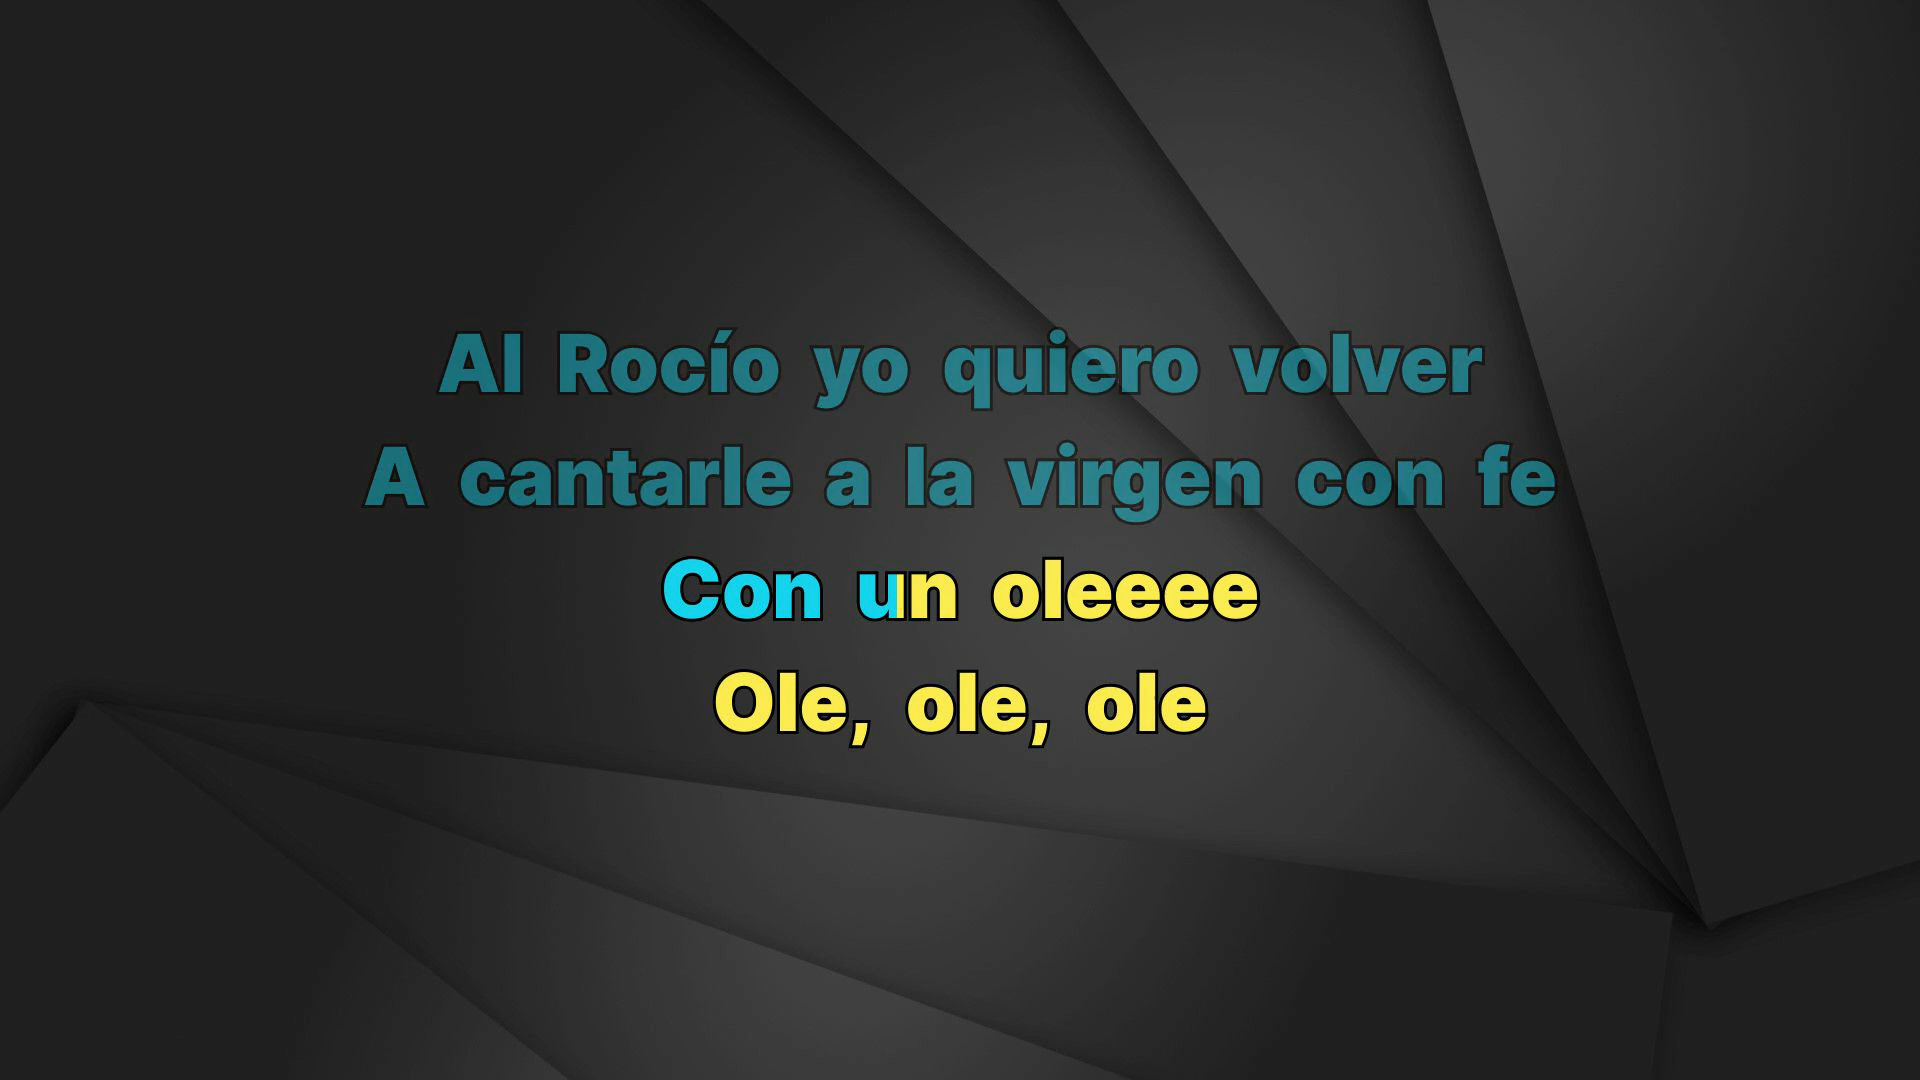 Al Rocío yo quiero volver
A cantarle a la virgen con fe
Con un oleeee
Ole, ole, ole